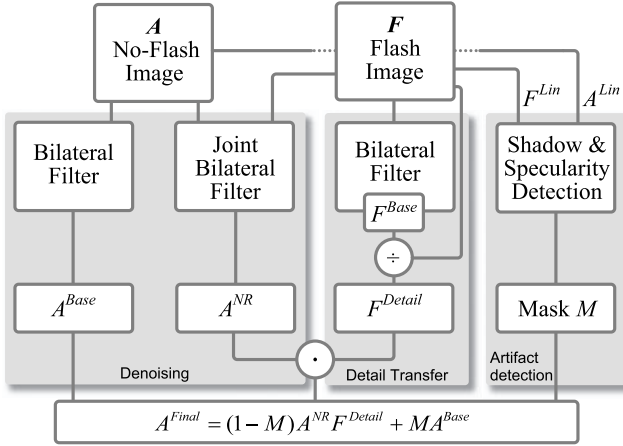 A
No-Flash
Image
F
Flash
Image
F^{Lin}
A^{Lin}
Bilateral
Filter
Joint
Bilateral
Filter
Bilateral
Filter
F^{Base}
Shadow &
Specularity
Detection
÷
A^{Base}
A^{NR}
F^{Detail}
Mask M
·
Denoising
Detail Transfer
Artifact
detection
A^{Final} = (1 − M) A^{NR} F^{Detail} + M A^{Base}